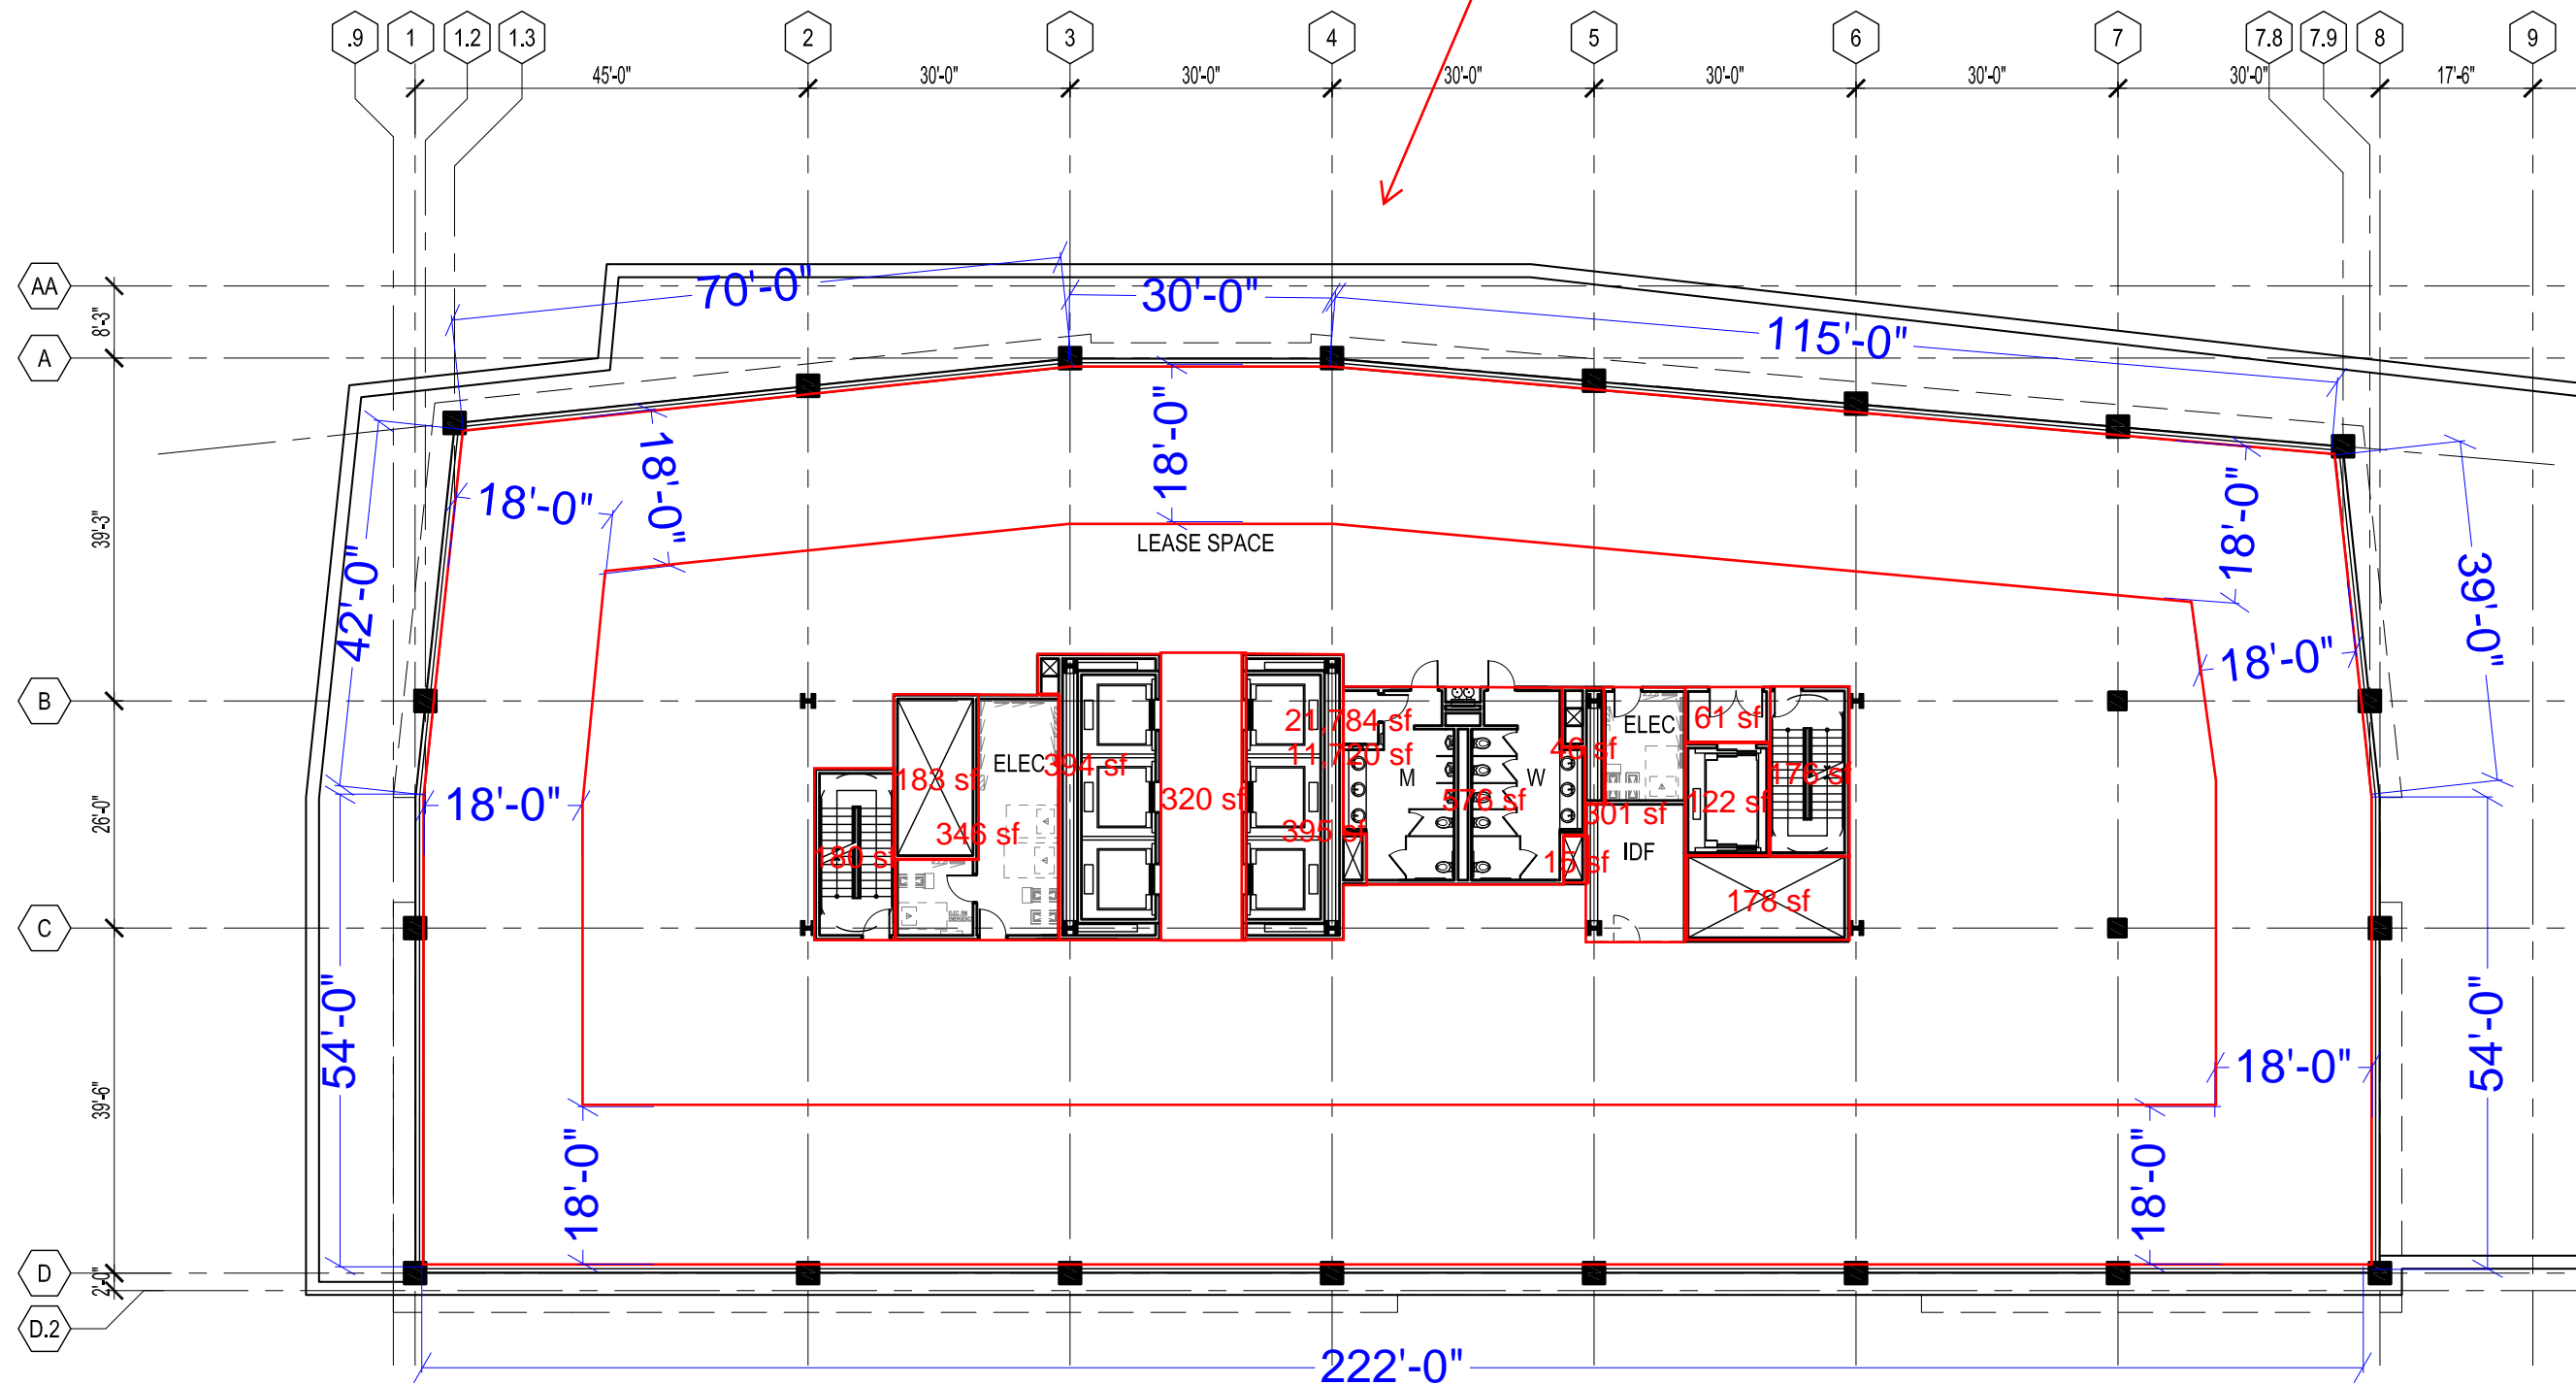 .9 1 1.2 1.3 2 3 4 5 6 7 7.8 7.9 8 9
45'-0" 30'-0" 30'-0" 30'-0" 30'-0" 30'-0" 30'-0" 17'-6"
AA
8'-3"
A
39'-3"
B
26'-0"
C
39'-6"
D
2'-0"
D.2
70'-0"
30'-0"
115'-0"
18'-0"
18'-0"
18'-0"
18'-0"
42'-0"
39'-0"
18'-0"
LEASE SPACE
18'-0"
54'-0"
18'-0"
54'-0"
18'-0"
18'-0"
222'-0"
ELEC
183 sf
346 sf
180 sf
394 sf
320 sf
21,784 sf
11,720 sf
395 sf
M
W
576 sf
ELEC
61 sf
176 sf
122 sf
301 sf
15 sf
IDF
178 sf